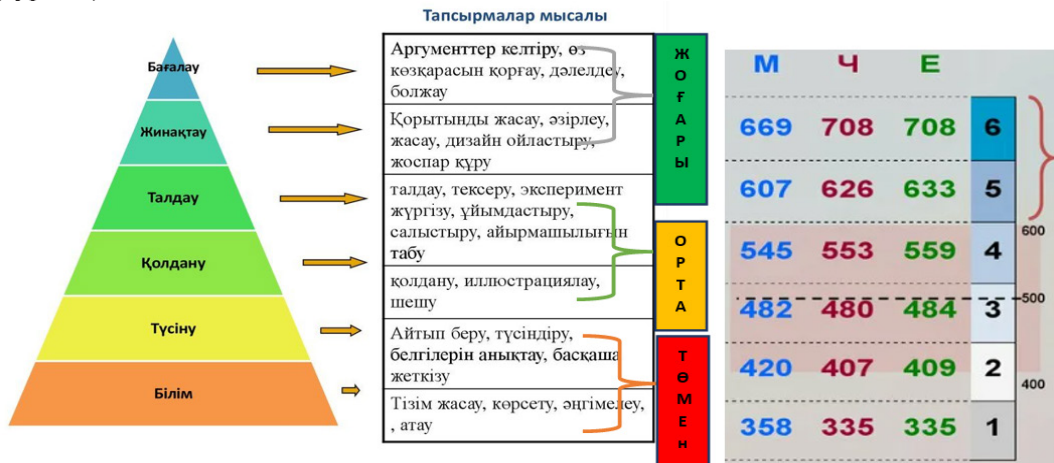 Тапсырмалар мысалы
Бағалау
Жинақтау
Талдау
Қолдану
Түсіну
Білім
Аргументтер келтіру, өз
көзқарасын қорғау, дәлелдеу,
болжау
Қорытынды жасау, әзірлеу,
жасау, дизайн ойластыру,
жоспар құру
талдау, тексеру, эксперимент
жүргізу, ұйымдастыру,
салыстыру, айырмашылығын
табу
қолдану, иллюстрациялау,
шешу
Айтып беру, түсіндіру,
белгілерін анықтау, басқаша
жеткізу
Тізім жасау, көрсету, әңгімелеу,
, атау
ЖОҒАРЫ
ОРТА
ТӨМЕН
М Ч Е
669 708 708 6
607 626 633 5
600
545 553 559 4
500
482 480 484 3
420 407 409 2
400
358 335 335 1